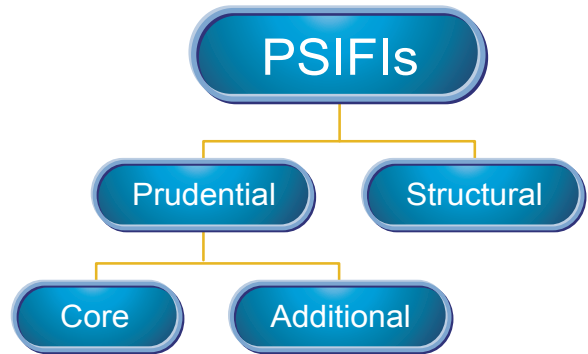 PSIFIs
Prudential
Structural
Core
Additional